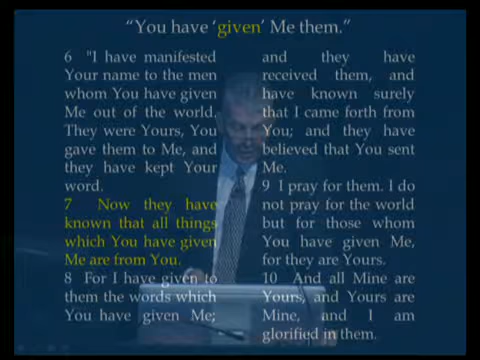 “You have ‘given’ Me them.”
6 "I have manifested
Your name to the men
whom You have given
Me out of the world.
They were Yours, You
gave them to Me, and
they have kept Your
word.
7 Now they have
known that all things
which You have given
Me are from You.
8 For I have given to
them the words which
You have given Me;
and they have
received them, and
have known surely
that I came forth from
You; and they have
believed that You sent
Me.
9 I pray for them. I do
not pray for the world
but for those whom
You have given Me,
for they are Yours.
10 And all Mine are
Yours, and Yours are
Mine, and I am
glorified in them.